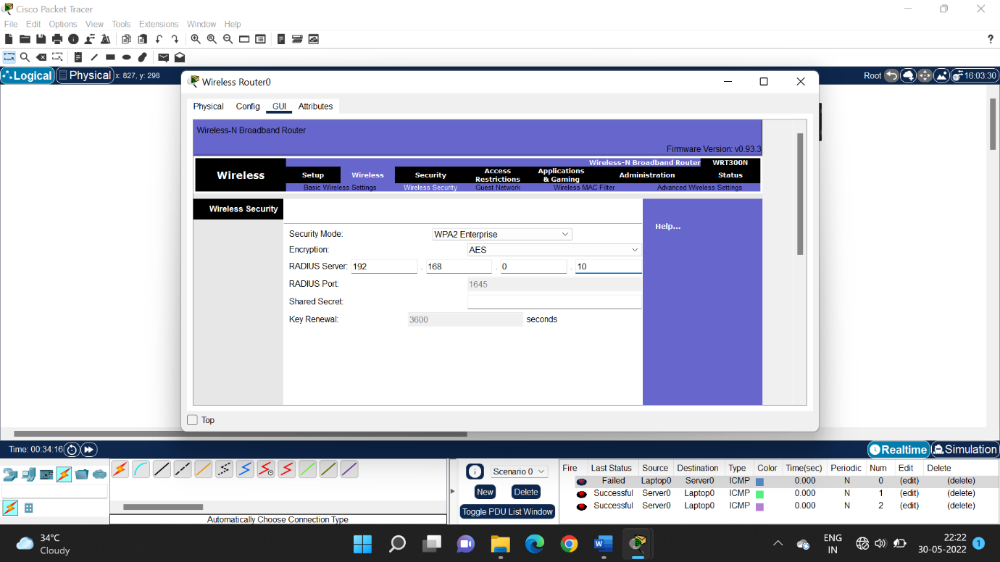 Cisco Packet Tracer
File Edit Options View Tools Extensions Window Help
?
Logical Physical x: 827, y: 298
Root 16:03:30
Wireless Router0
Physical Config GUI Attributes
Wireless-N Broadband Router
Firmware Version: v0.93.3
Wireless-N Broadband Router WRT300N
Wireless
Setup Wireless Security Access Restrictions Applications & Gaming Administration Status
Basic Wireless Settings Wireless Security Guest Network Wireless MAC Filter Advanced Wireless Settings
Wireless Security
Help...
Security Mode: WPA2 Enterprise
Encryption: AES
RADIUS Server: 192 . 168 . 0 . 10
RADIUS Port: 1645
Shared Secret:
Key Renewal: 3600 seconds
Top
Time: 00:34:16
Realtime Simulation
Scenario 0
New Delete
Toggle PDU List Window
Fire Last Status Source Destination Type Color Time(sec) Periodic Num Edit Delete
Failed Laptop0 Server0 ICMP 0.000 N 0 (edit) (delete)
Successful Server0 Laptop0 ICMP 0.000 N 1 (edit) (delete)
Successful Server0 Laptop0 ICMP 0.000 N 2 (edit) (delete)
Automatically Choose Connection Type
34°C
Cloudy
ENG
IN
22:22
30-05-2022
1